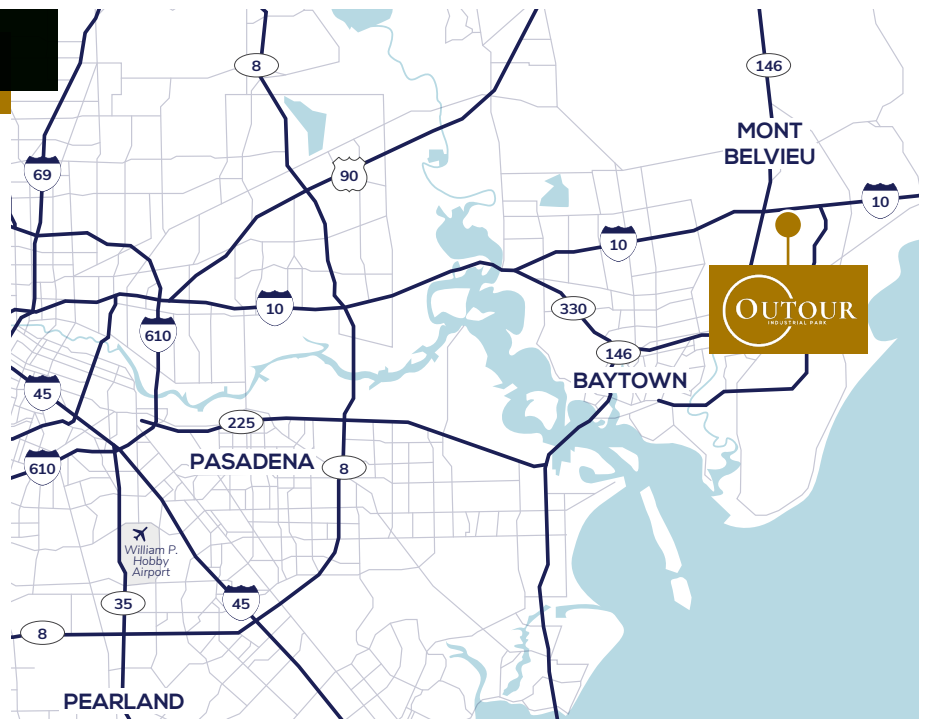 8
146
MONT
BELVIEU
69
90
10
10
10
330
OUTOUR
INDUSTRIAL PARK
610
146
BAYTOWN
45
225
PASADENA
610
8
William P.
Hobby
Airport
35
45
8
PEARLAND